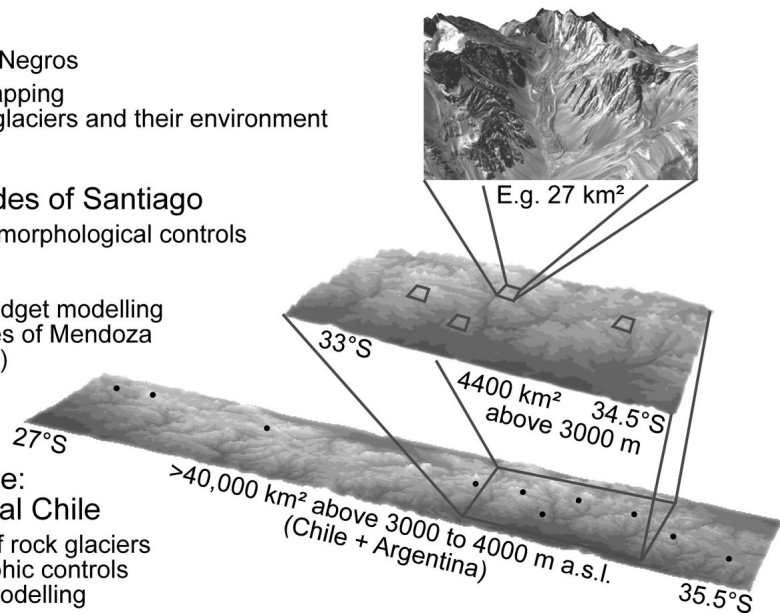 Negros
apping
glaciers and their environment
E.g. 27 km²
des of Santiago
morphological controls
dget modelling
es of Mendoza
)
33°S
4400 km²
above 3000 m
34.5°S
27°S
>40,000 km² above 3000 to 4000 m a.s.l.
(Chile + Argentina)
35.5°S
e:
al Chile
f rock glaciers
phic controls
odelling